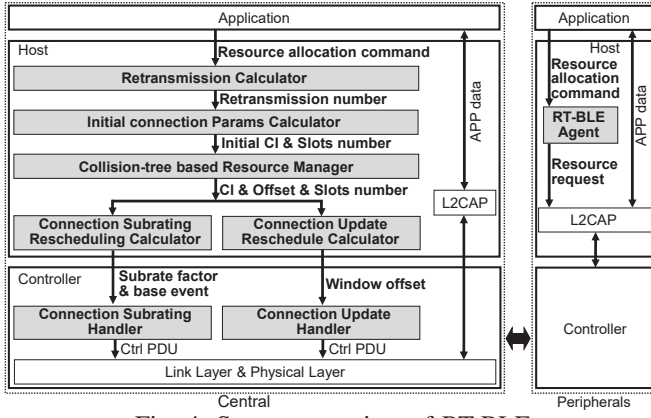 Application
Host
Resource allocation command
Retransmission Calculator
Retransmission number
Initial connection Params Calculator
Initial CI & Slots number
Collision-tree based Resource Manager
CI & Offset & Slots number
Connection Subrating
Rescheduling Calculator
Connection Update
Reschedule Calculator
APP data
L2CAP
Controller
Subrate factor
& base event
Window offset
Connection Subrating
Handler
Connection Update
Handler
Ctrl PDU
Ctrl PDU
Link Layer & Physical Layer
Central
Application
Host
Resource
allocation
command
RT-BLE
Agent
Resource
request
APP data
L2CAP
Controller
Peripherals